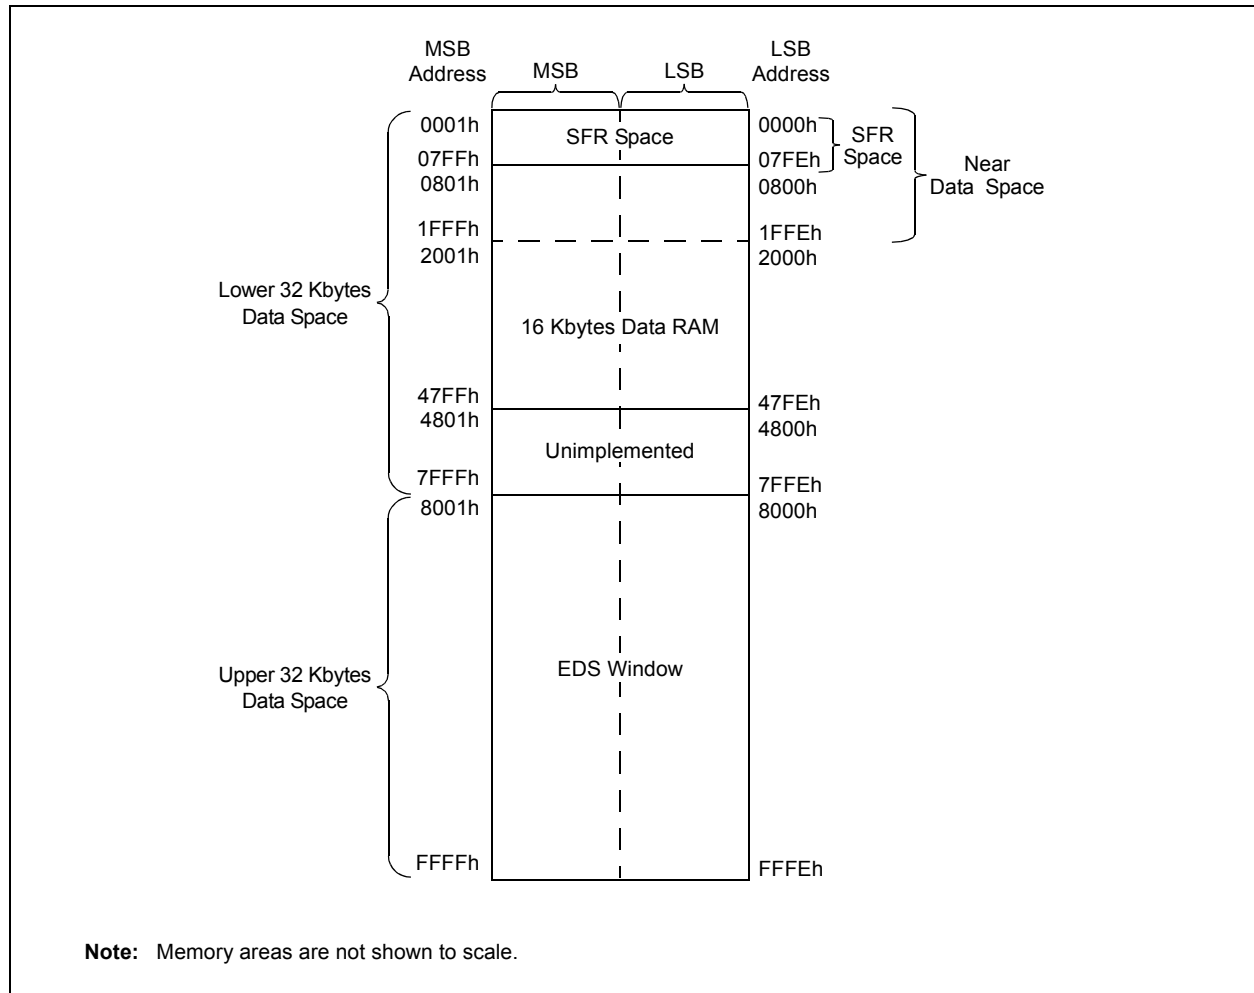 MSB
Address
MSB
LSB
LSB
Address
0001h
SFR Space
0000h
SFR
Space
07FFh
07FEh
0801h
0800h
Near
Data Space
1FFFh
1FFEh
2001h
2000h
Lower 32 Kbytes
Data Space
16 Kbytes Data RAM
47FFh
47FEh
4801h
4800h
Unimplemented
7FFFh
7FFEh
8001h
8000h
Upper 32 Kbytes
Data Space
EDS Window
FFFFh
FFFEh
Note: Memory areas are not shown to scale.